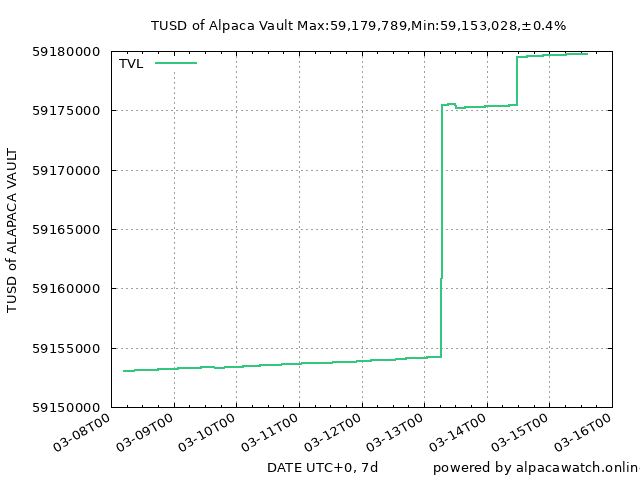 TUSD of Alpaca Vault Max:59,179,789,Min:59,153,028,±0.4%
TVL
59180000
59175000
59170000
59165000
59160000
59155000
59150000
TUSD of ALAPACA VAULT
03-08T00
03-09T00
03-10T00
03-11T00
03-12T00
03-13T00
03-14T00
03-15T00
03-16T00
DATE UTC+0, 7d
powered by alpacawatch.onlin